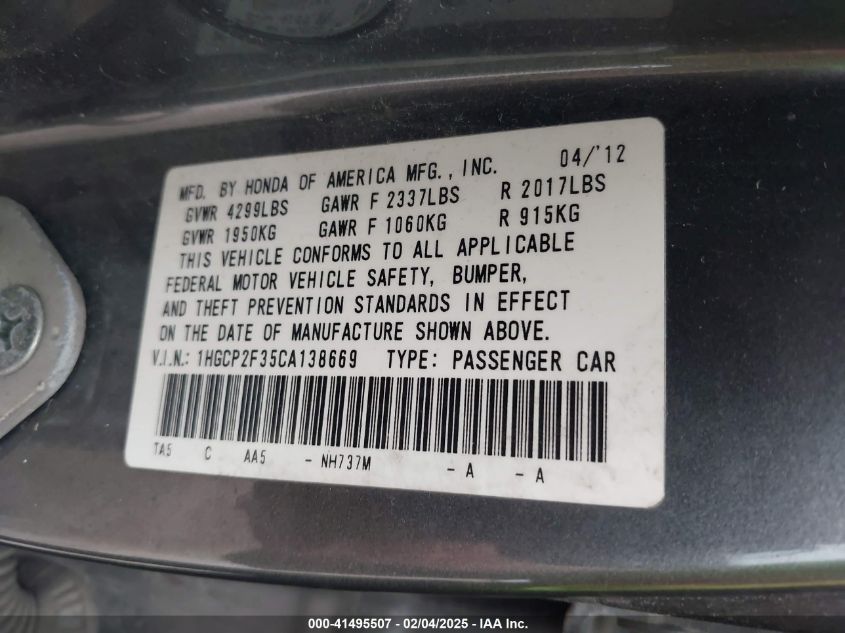 MFD. BY HONDA OF AMERICA MFG., INC. 04/'12
GVWR 4299LBS GAWR F 2337LBS R 2017LBS
GVWR 1950KG GAWR F 1060KG R 915KG
THIS VEHICLE CONFORMS TO ALL APPLICABLE
FEDERAL MOTOR VEHICLE SAFETY, BUMPER,
AND THEFT PREVENTION STANDARDS IN EFFECT
ON THE DATE OF MANUFACTURE SHOWN ABOVE.
V.I.N.: 1HGCP2F35CA138669 TYPE: PASSENGER CAR
TA5 C AA5 - NH737M - A - A
000-41495507 - 02/04/2025 - IAA Inc.